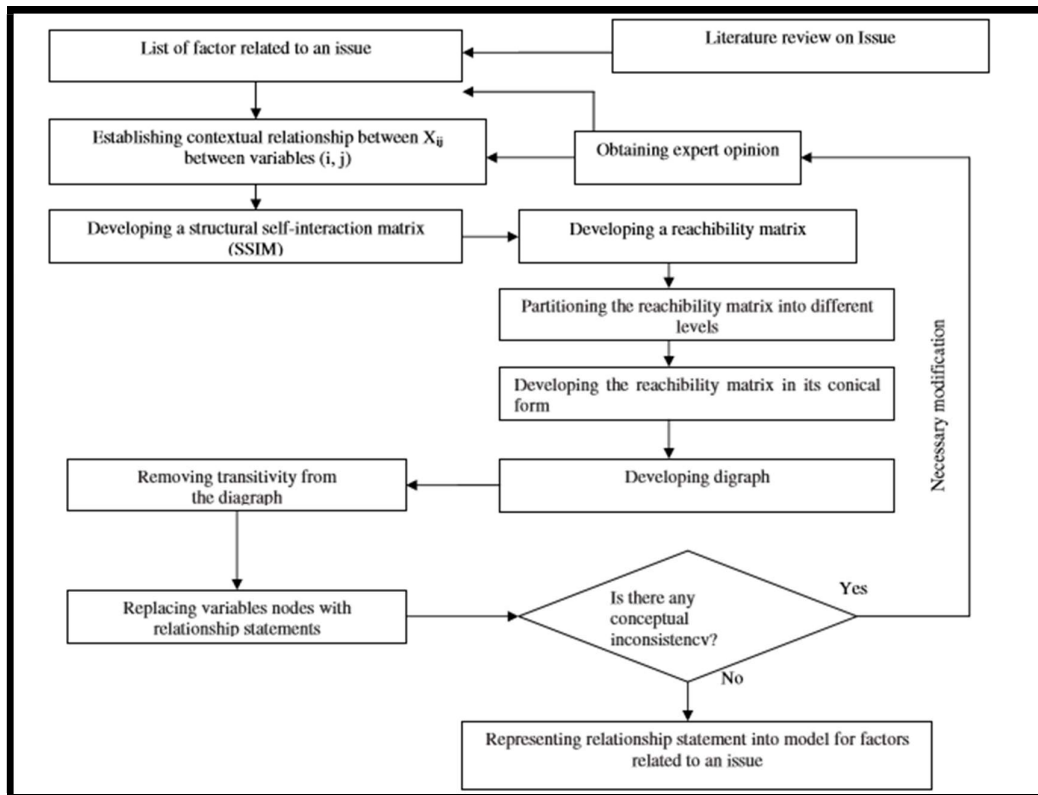 List of factor related to an issue
Literature review on Issue
Establishing contextual relationship between Xij
between variables (i, j)
Obtaining expert opinion
Developing a structural self-interaction matrix
(SSIM)
Developing a reachibility matrix
Partitioning the reachibility matrix into different
levels
Developing the reachibility matrix in its conical
form
Necessary modification
Removing transitivity from
the diagraph
Developing digraph
Replacing variables nodes with
relationship statements
Is there any
conceptual
inconsistency?
Yes
No
Representing relationship statement into model for factors
related to an issue